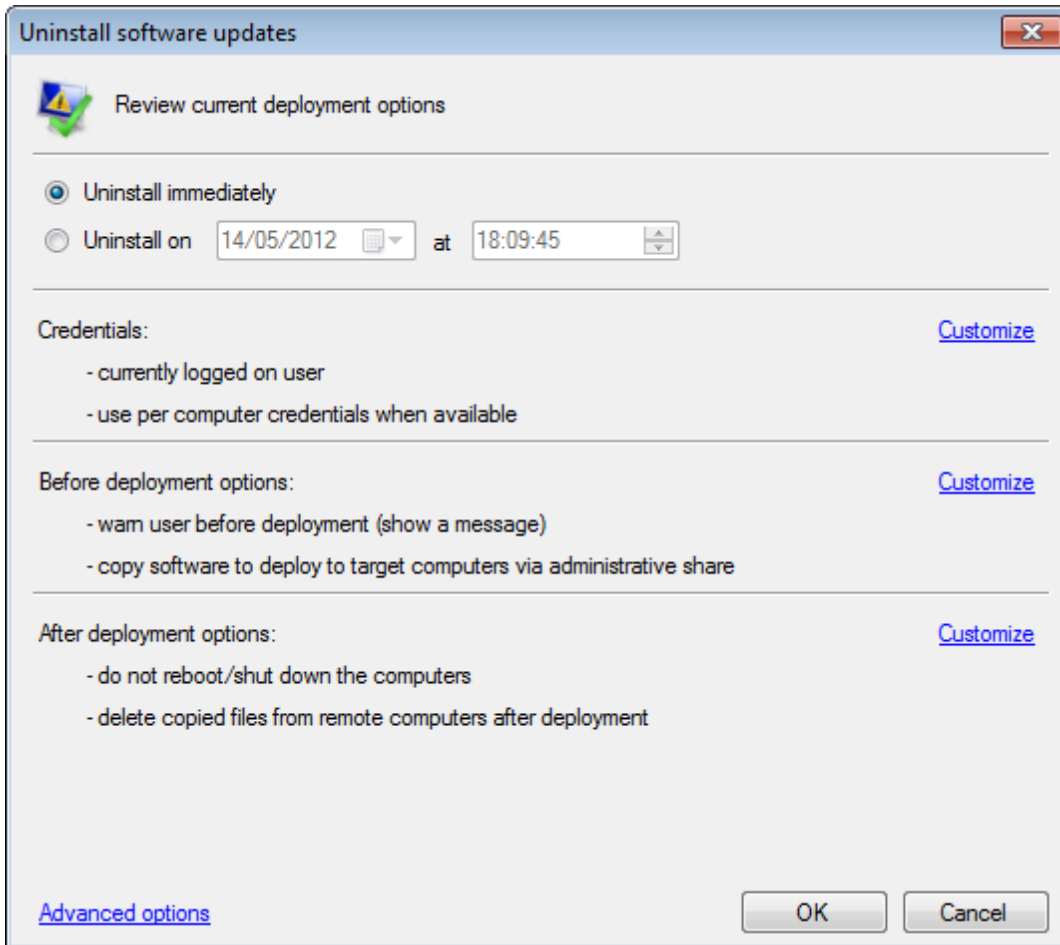 Uninstall software updates
Review current deployment options
Uninstall immediately
Uninstall on 14/05/2012 at 18:09:45
Credentials: Customize
- currently logged on user
- use per computer credentials when available
Before deployment options: Customize
- warn user before deployment (show a message)
- copy software to deploy to target computers via administrative share
After deployment options: Customize
- do not reboot/shut down the computers
- delete copied files from remote computers after deployment
Advanced options OK Cancel